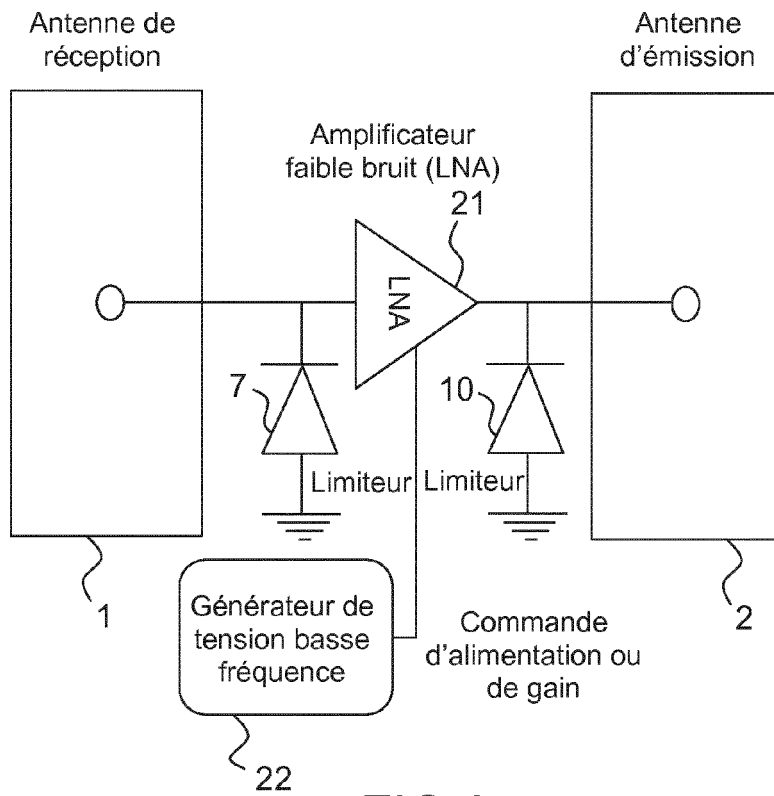 Antenne de
réception
Antenne
d'émission
Amplificateur
faible bruit (LNA)
21
LNA
7
10
Limiteur
Limiteur
1
2
Générateur de
tension basse
fréquence
Commande
d'alimentation ou
de gain
22